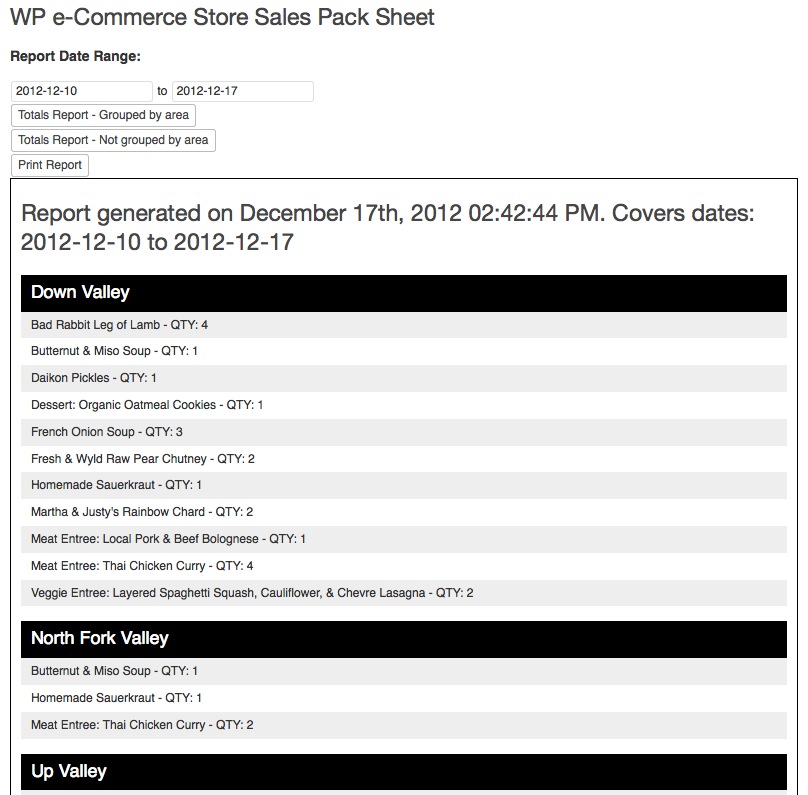 WP e-Commerce Store Sales Pack Sheet
Report Date Range:
2012-12-10 to 2012-12-17
Totals Report - Grouped by area
Totals Report - Not grouped by area
Print Report
Report generated on December 17th, 2012 02:42:44 PM. Covers dates:
2012-12-10 to 2012-12-17
Down Valley
Bad Rabbit Leg of Lamb - QTY: 4
Butternut & Miso Soup - QTY: 1
Daikon Pickles - QTY: 1
Dessert: Organic Oatmeal Cookies - QTY: 1
French Onion Soup - QTY: 3
Fresh & Wyld Raw Pear Chutney - QTY: 2
Homemade Sauerkraut - QTY: 1
Martha & Justy's Rainbow Chard - QTY: 2
Meat Entree: Local Pork & Beef Bolognese - QTY: 1
Meat Entree: Thai Chicken Curry - QTY: 4
Veggie Entree: Layered Spaghetti Squash, Cauliflower, & Chevre Lasagna - QTY: 2
North Fork Valley
Butternut & Miso Soup - QTY: 1
Homemade Sauerkraut - QTY: 1
Meat Entree: Thai Chicken Curry - QTY: 2
Up Valley